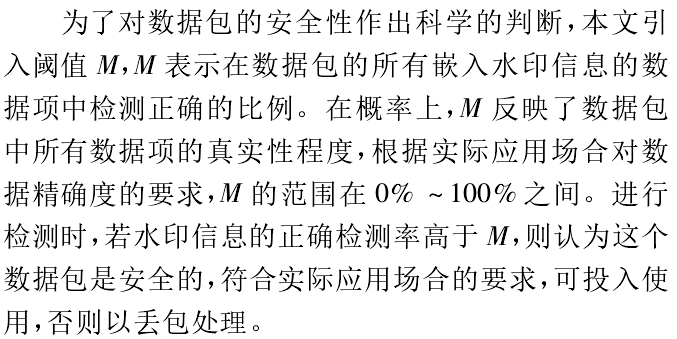 为了对数据包的安全性作出科学的判断,本文引
入阈值 M,M 表示在数据包的所有嵌入水印信息的数
据项中检测正确的比例。在概率上,M 反映了数据包
中所有数据项的真实性程度,根据实际应用场合对数
据精确度的要求,M 的范围在 0% ~100%之间。进行
检测时,若水印信息的正确检测率高于 M,则认为这个
数据包是安全的,符合实际应用场合的要求,可投入使
用,否则以丢包处理。